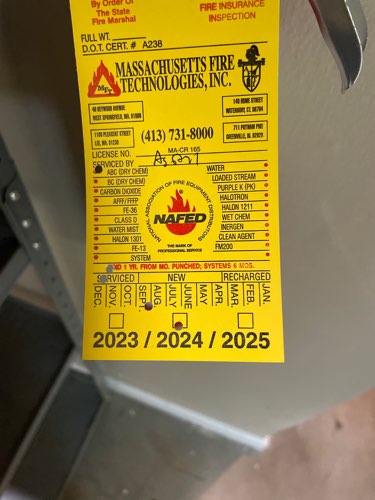 By Order Of
The State
Fire Marshal
FIRE INSURANCE
INSPECTION
FULL WT.
D.O.T. CERT. # A238
MASSACHUSETTS FIRE
TECHNOLOGIES, INC.
40 HEYWOOD AVENUE
WEST SPRINGFIELD, MA. 01089
140 HOME STREET
WATERBURY, CT. 06704
1105 PLEASANT STREET
LEE, MA. 01238
(413) 731-8000
711 PUTNAM PIKE
GREENVILLE, RI. 02829
LICENSE NO. MA-CR 165
SERVICED BY
ABC (DRY CHEM)
BC (DRY CHEM)
CARBON DIOXIDE
AFFF/FFFP
FE-36
CLASS D
WATER MIST
HALON 1301
FE-13
SYSTEM
NATIONAL ASSOCIATION OF FIRE EQUIPMENT DISTRIBUTORS
NAFED
THE MARK OF
PROFESSIONAL SERVICE
WATER
LOADED STREAM
PURPLE K (PK)
HALOTRON
HALON 1211
WET CHEM
INERGEN
CLEAN AGENT
FM200
1 YR. FROM MO. PUNCHED; SYSTEMS 6 MOS.
SERVICED NEW RECHARGED
DEC. NOV. OCT. SEPT. AUG. JULY JUNE MAY APR. MAR. FEB. JAN.
2023 / 2024 / 2025